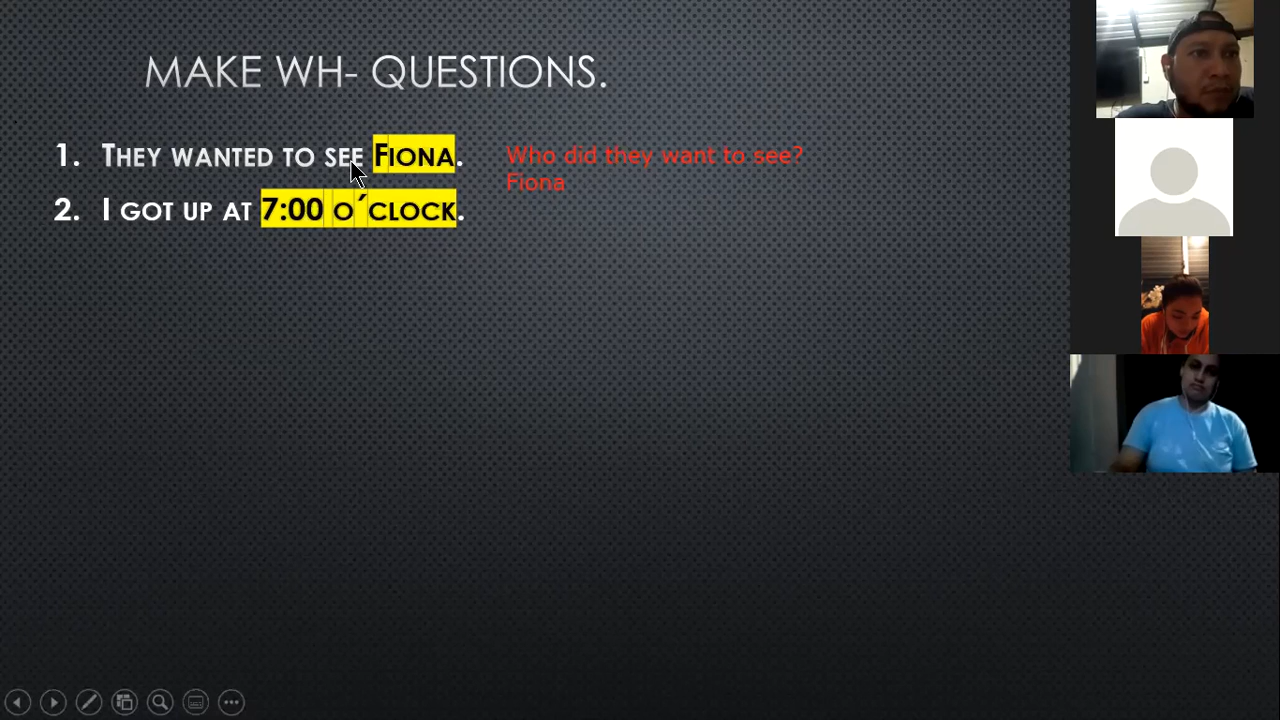 MAKE WH- QUESTIONS.
1. THEY WANTED TO SEE FIONA.
Who did they want to see?
Fiona
2. I GOT UP AT 7:00 O´CLOCK.